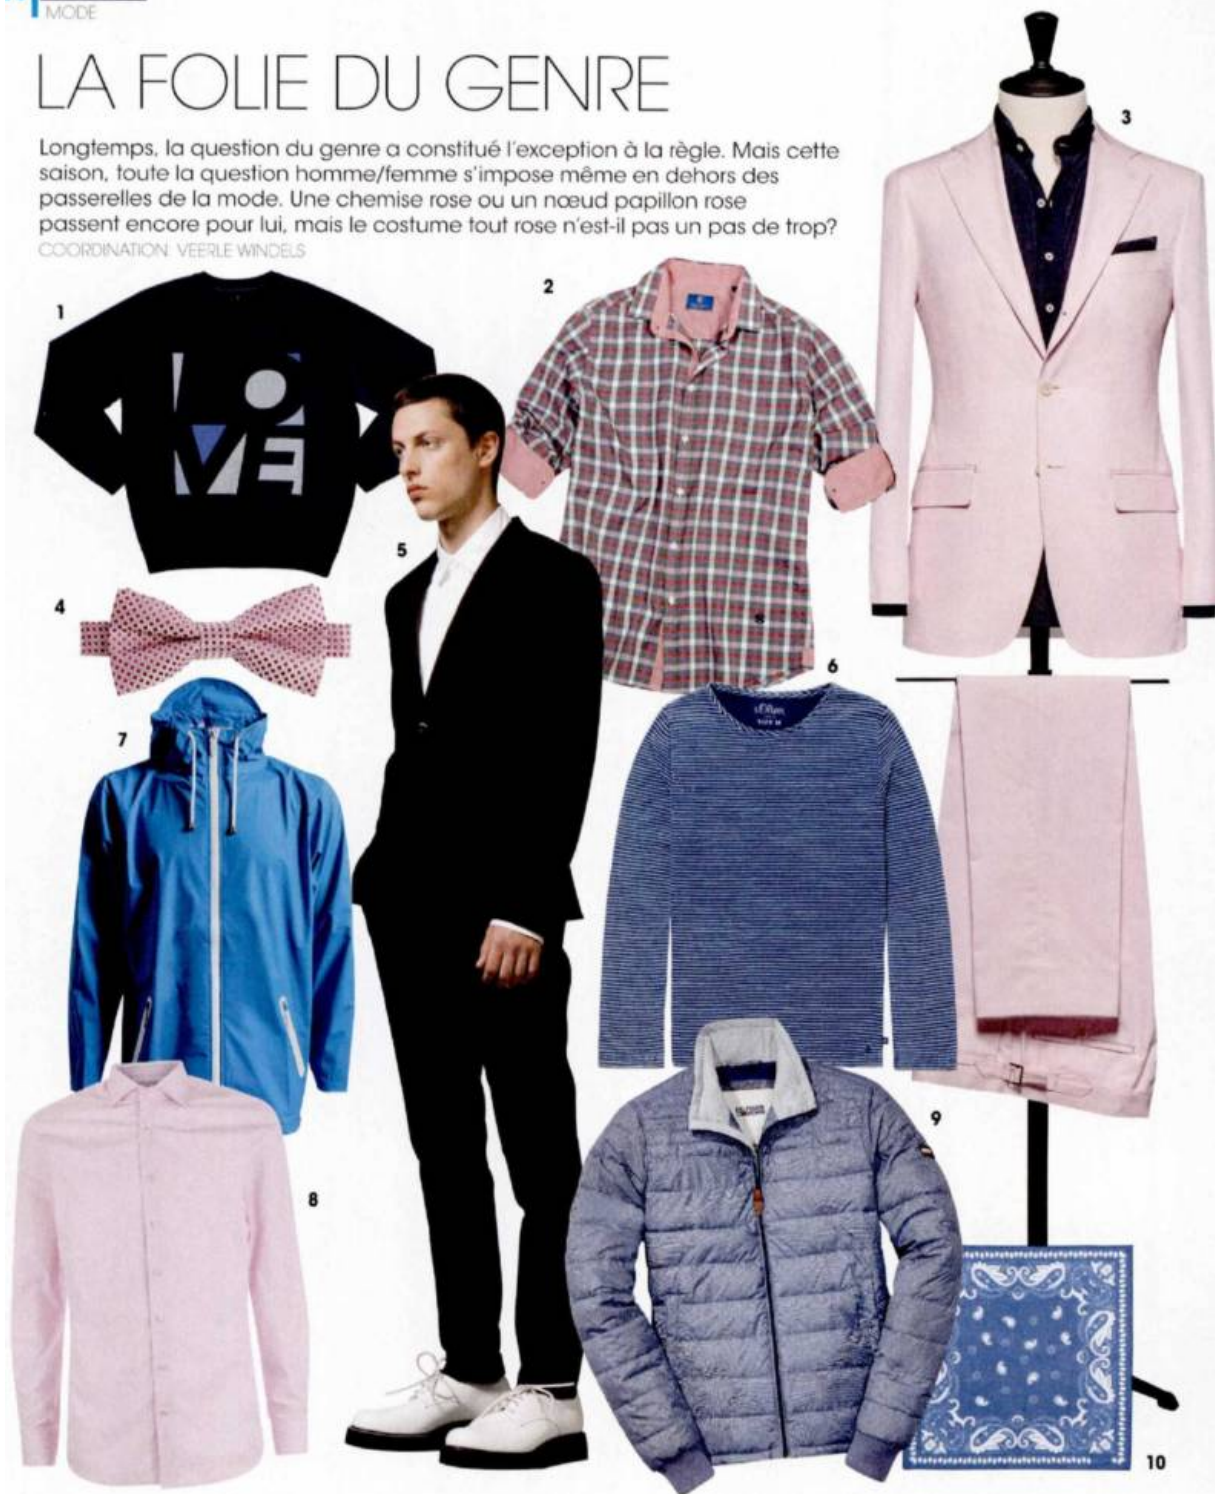 MODE
LA FOLIE DU GENRE
Longtemps, la question du genre a constitué l'exception à la règle. Mais cette
saison, toute la question homme/femme s'impose même en dehors des
passerelles de la mode. Une chemise rose ou un nœud papillon rose
passent encore pour lui, mais le costume tout rose n'est-il pas un pas de trop?
COORDINATION: VEERLE WINDELS
1
2
3
LO
VE
4
5
6
s.Oliver
7
8
9
10